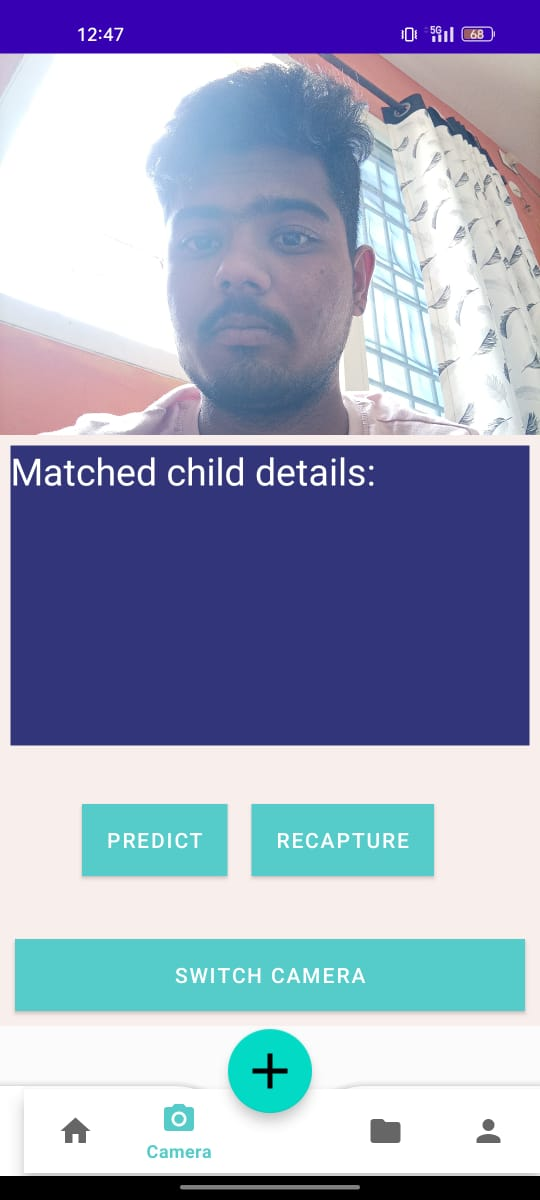 12:47
5G
68
Matched child details:
PREDICT
RECAPTURE
SWITCH CAMERA
Camera